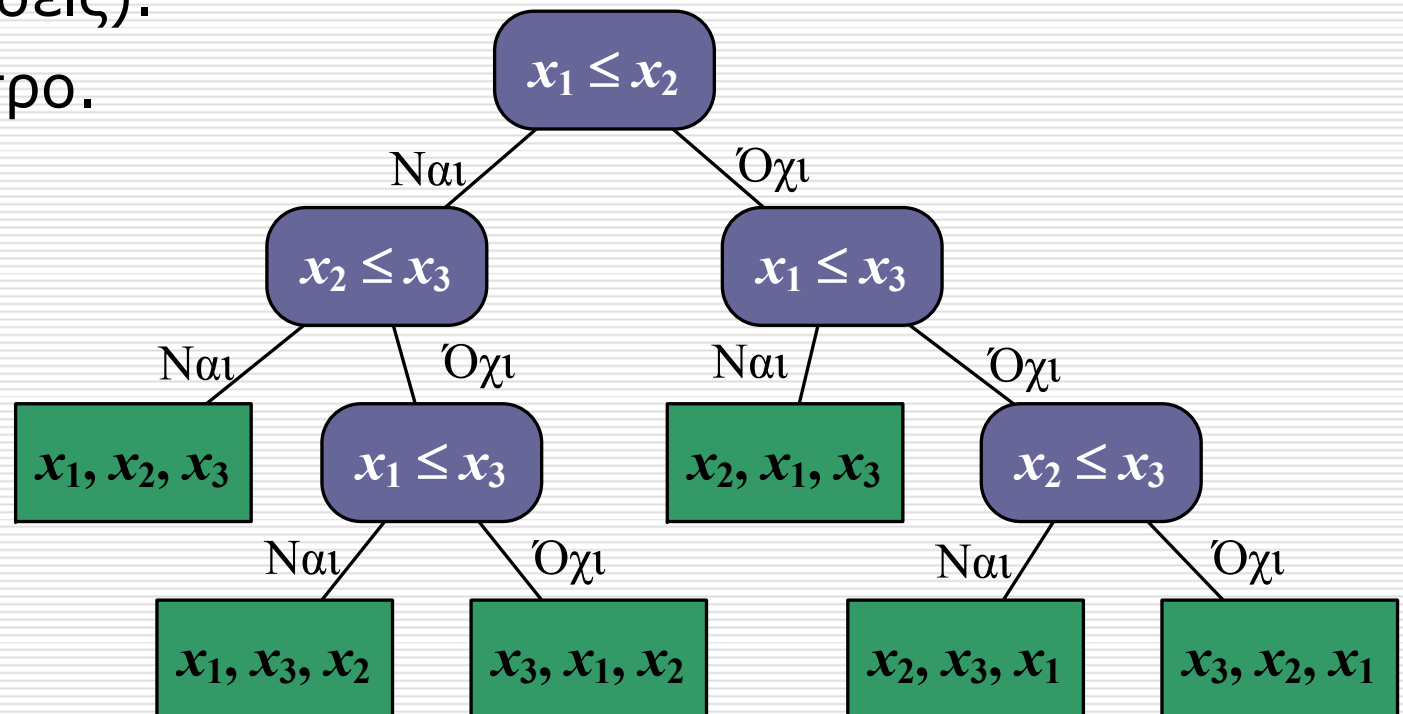 σεις).
x₁ ≤ x₂
τρο.
Ναι Όχι
x₂ ≤ x₃ x₁ ≤ x₃
Ναι Όχι Ναι Όχι
x₁, x₂, x₃ x₁ ≤ x₃ x₂, x₁, x₃ x₂ ≤ x₃
Ναι Όχι Ναι Όχι
x₁, x₃, x₂ x₃, x₁, x₂ x₂, x₃, x₁ x₃, x₂, x₁